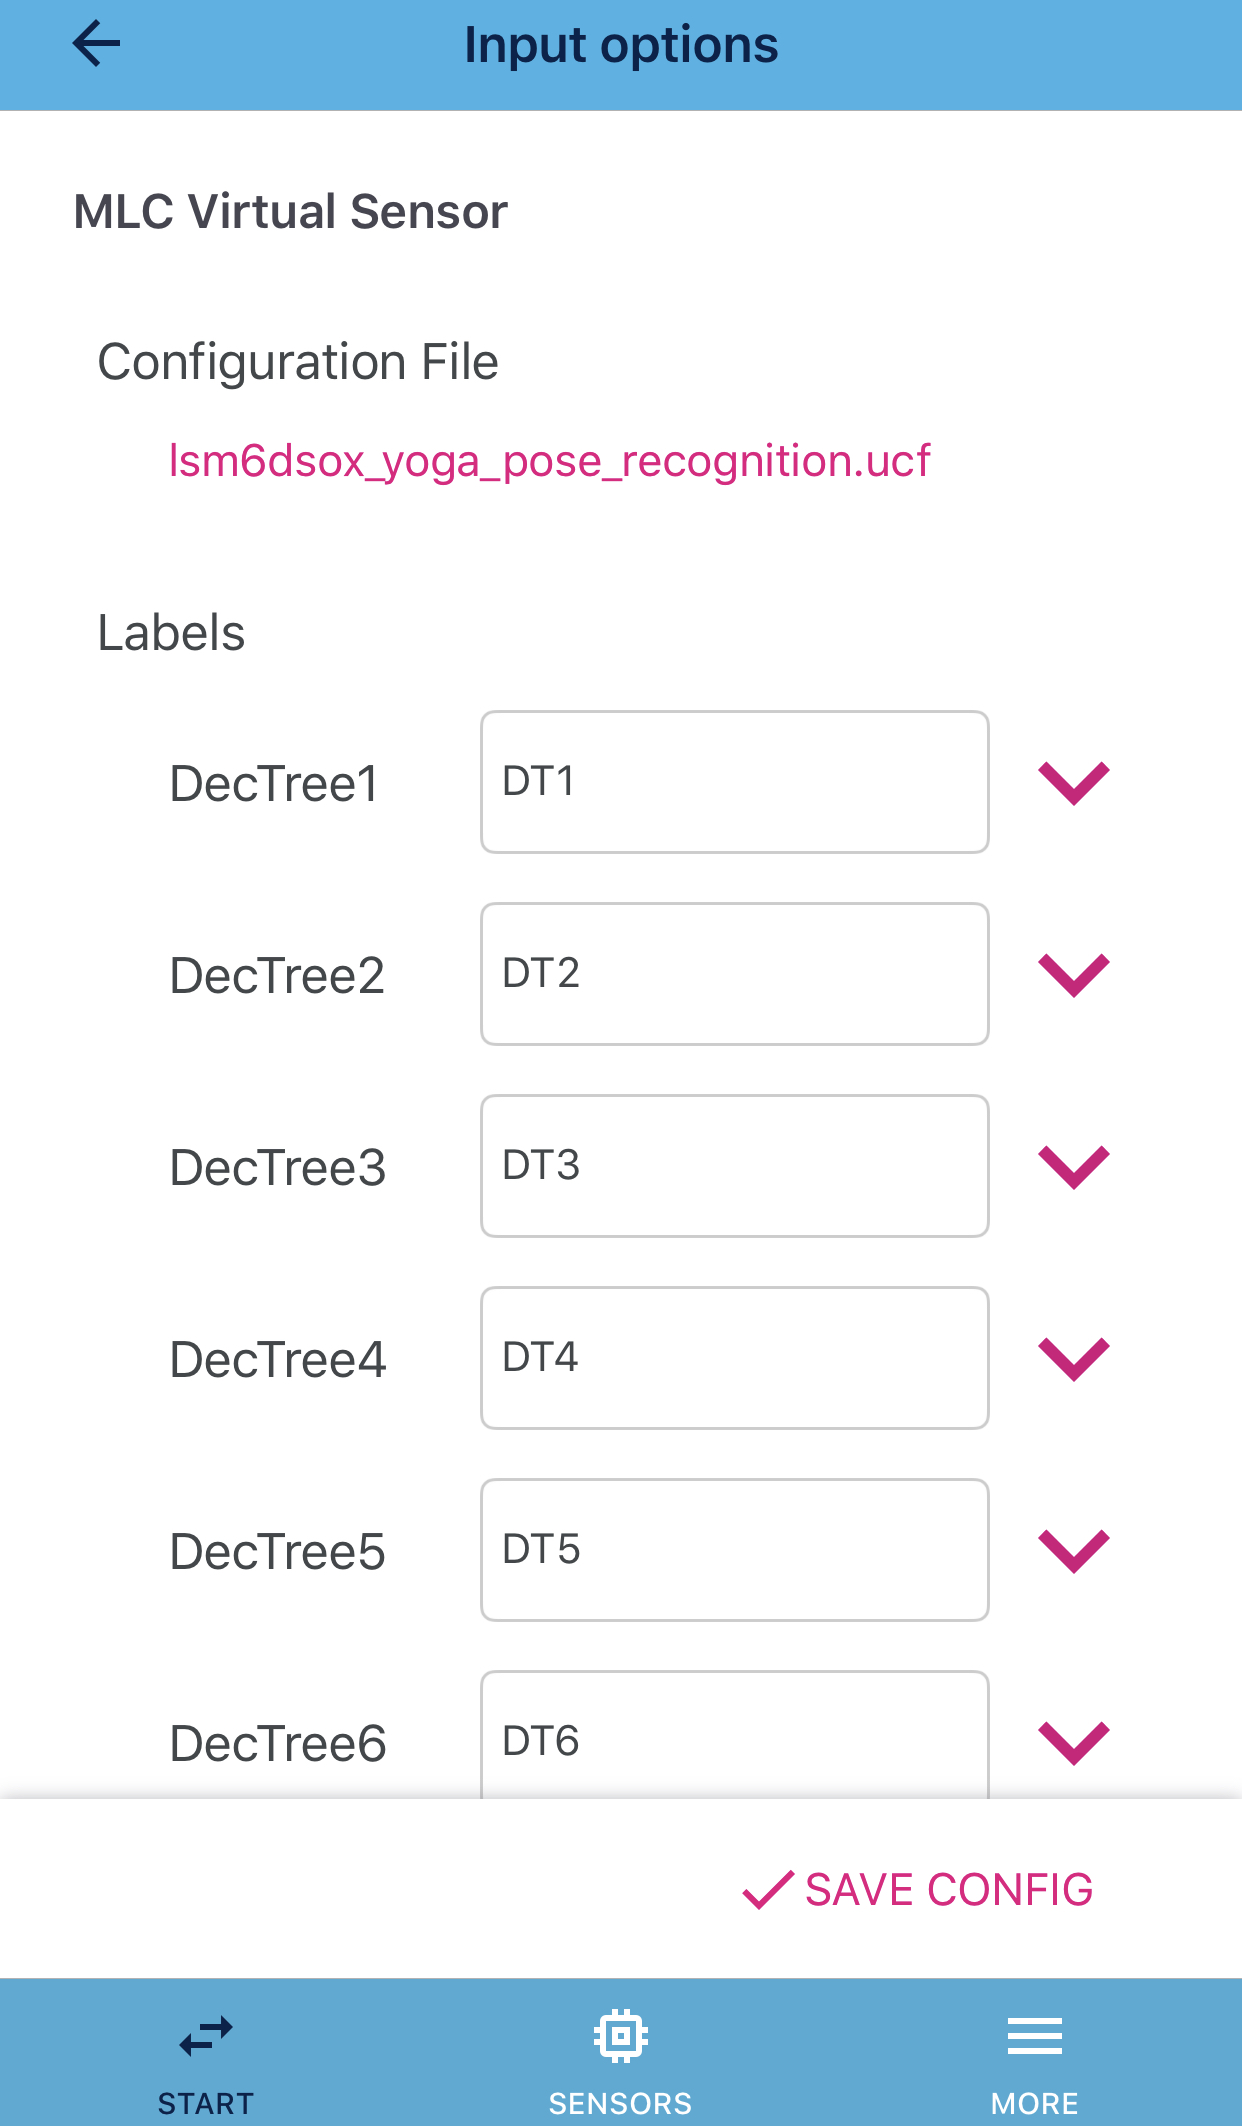 Input options
MLC Virtual Sensor
Configuration File
lsm6dsox_yoga_pose_recognition.ucf
Labels
DecTree1 DT1
DecTree2 DT2
DecTree3 DT3
DecTree4 DT4
DecTree5 DT5
DecTree6 DT6
SAVE CONFIG
START SENSORS MORE